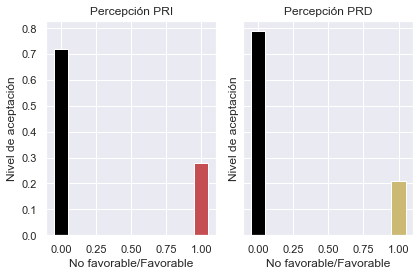 Percepción PRI
Percepción PRD
0.8
0.7
0.6
0.5
0.4
0.3
0.2
0.1
0.0
Nivel de aceptación
Nivel de aceptación
0.00 0.25 0.50 0.75 1.00
0.00 0.25 0.50 0.75 1.00
No favorable/Favorable
No favorable/Favorable